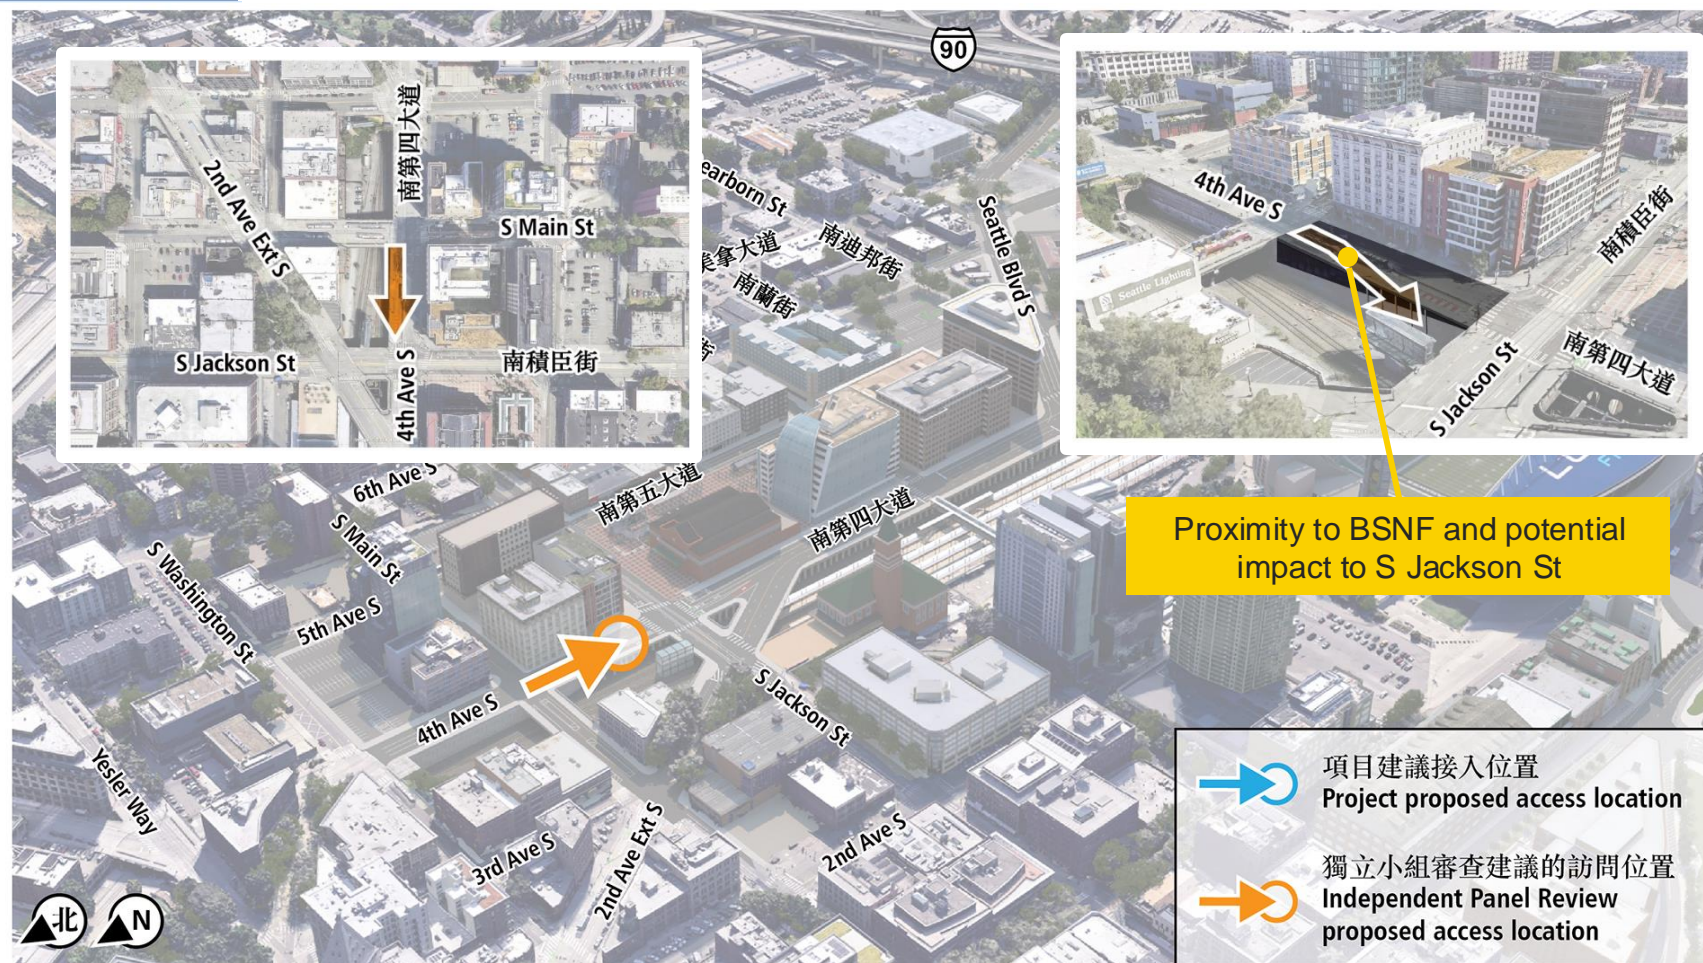 90
南第四大道
2nd Ave Ext S
S Main St
S Jackson St
4th Ave S
南積臣街
earborn St
美拿大道
南迪邦街
南蘭街
街
Seattle Blvd S
4th Ave S
Seattle Lighting
南積臣街
南第四大道
S Jackson St
Proximity to BSNF and potential
impact to S Jackson St
6th Ave S
南第五大道
南第四大道
S Main St
S Washington St
5th Ave S
4th Ave S
S Jackson St
Yesler Way
3rd Ave S
2nd Ave Ext S
2nd Ave S
項目建議接入位置
Project proposed access location
獨立小組審查建議的訪問位置
Independent Panel Review
proposed access location
北
N